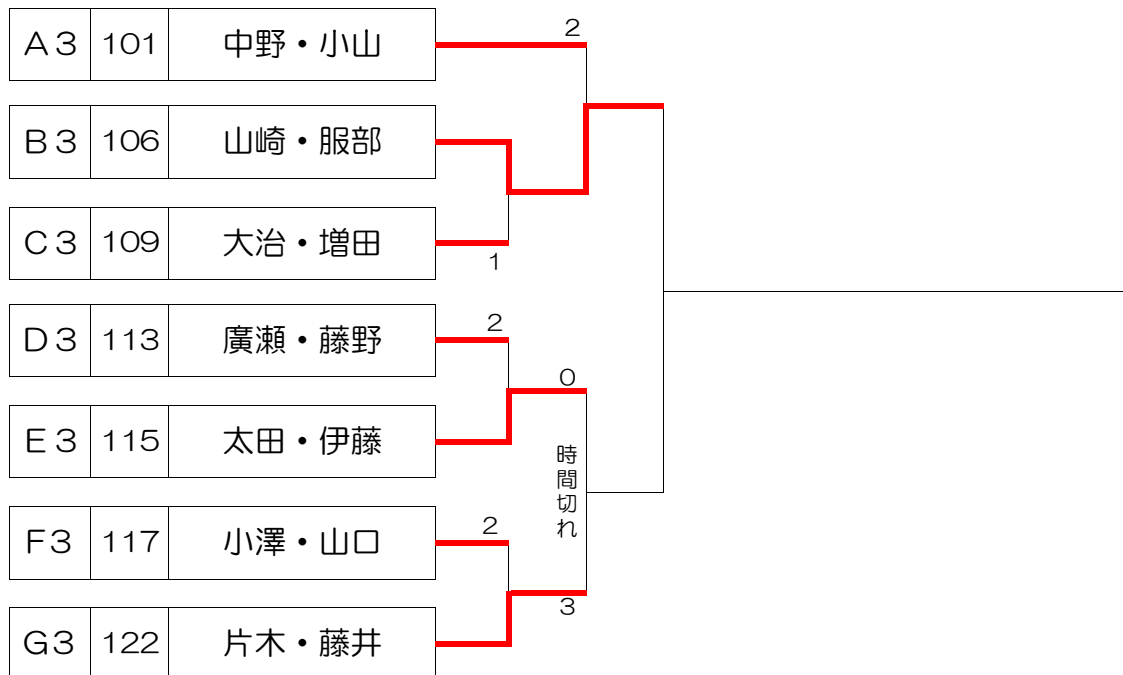 A3 101 中野・小山
2
B3 106 山崎・服部
C3 109 大治・増田
1
D3 113 廣瀬・藤野
2
0
E3 115 太田・伊藤
時間切れ
F3 117 小澤・山口
2
3
G3 122 片木・藤井